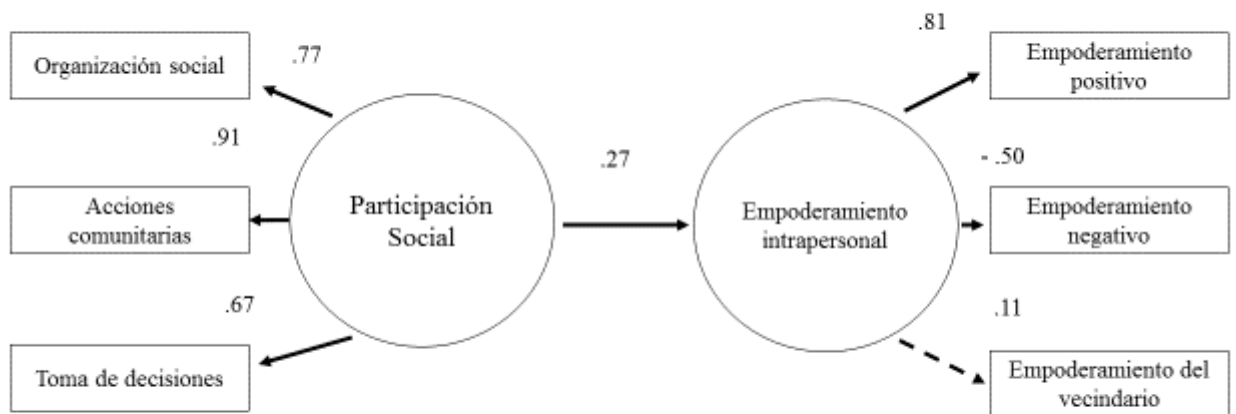 Organización social
.77
.91
Acciones
comunitarias
.67
Toma de decisiones
Participación
Social
.27
Empoderamiento
intrapersonal
.81
Empoderamiento
positivo
- .50
Empoderamiento
negativo
.11
Empoderamiento del
vecindario